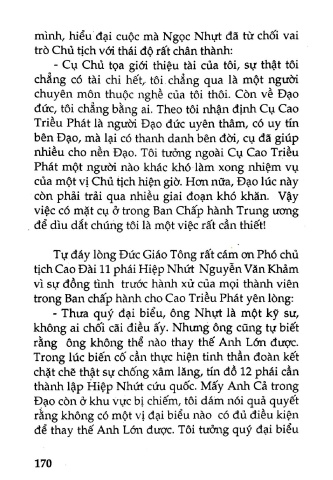 mình, hiểu đại cuộc mà Ngọc Nhựt đã từ chối vai
trò Chủ tịch với thái độ rất chân thành:
- Cụ Chủ tọa giới thiệu tài của tôi, sự thật tôi
chẳng có tài chi hết, tôi chẳng qua là một người
chuyên môn thuộc nghề của tôi thôi. Còn về Đạo
đức, tôi chẳng bằng ai. Theo tôi nhận định Cụ Cao
Triều Phát là người Đạo đức uyên thâm, có uy tín
bên Đạo, mà lại có thanh danh bên đời, cụ đã giúp
nhiều cho nền Đạo. Tôi tưởng ngoài Cụ Cao Triều
Phát một người nào khác khó làm xong nhiệm vụ
của một vị Chủ tịch hiện giờ. Hơn nữa, Đạo lúc này
còn phải trải qua nhiều giai đoạn khó khăn. Vậy
việc có mặt cụ ở trong Ban Chấp hành Trung ương
để dìu dắt chúng tôi là một việc rất cần thiết!
Tự đáy lòng Đức Giáo Tông rất cám ơn Phó chủ
tịch Cao Đài 11 phái Hiệp Nhứt Nguyễn Văn Khảm
vì sự đồng tình trước hành xử của mọi thành viên
trong Ban chấp hành cho Cao Triều Phát yên lòng:
- Thưa quý đại biểu, ông Nhựt là một kỹ sư,
không ai chối cãi điều ấy. Nhưng ông cũng tự biết
rằng ông không thể nào thay thế Anh Lớn được.
Trong lúc biến cố cần thực hiện tinh thần đoàn kết
chặt chẽ thật sự chống xâm lăng, tín đồ 12 phái cần
thành lập Hiệp Nhứt cứu quốc. Mấy Anh Cả trong
Đạo còn ở khu vực bị chiếm, tôi dám nói quả quyết
rằng không có một vị đại biểu nào có đủ điều kiện
để thay thế Anh Lớn được. Tôi tưởng quý đại biểu
170